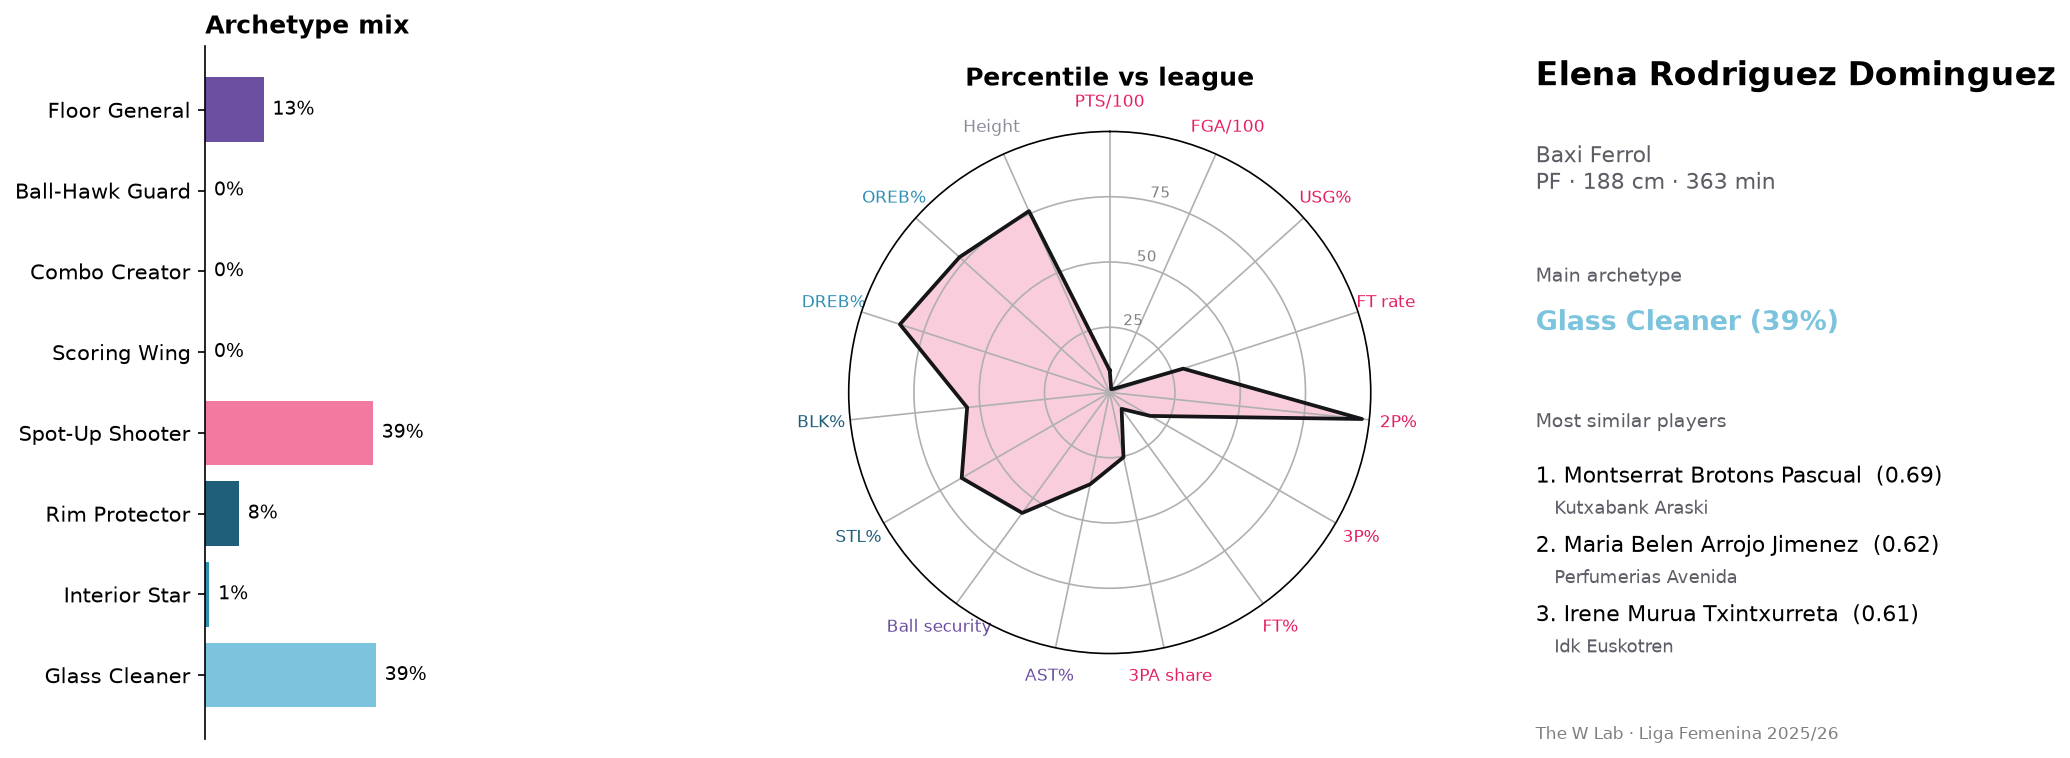 Archetype mix
Floor General
13%
Ball-Hawk Guard
0%
Combo Creator
0%
Scoring Wing
0%
Spot-Up Shooter
39%
Rim Protector
8%
Interior Star
1%
Glass Cleaner
39%
Percentile vs league
PTS/100
FGA/100
USG%
FT rate
2P%
3P%
FT%
3PA share
AST%
Ball security
STL%
BLK%
DREB%
OREB%
Height
75
50
25
Elena Rodriguez Dominguez
Baxi Ferrol
PF · 188 cm · 363 min
Main archetype
Glass Cleaner (39%)
Most similar players
1. Montserrat Brotons Pascual (0.69)
Kutxabank Araski
2. Maria Belen Arrojo Jimenez (0.62)
Perfumerias Avenida
3. Irene Murua Txintxurreta (0.61)
Idk Euskotren
The W Lab · Liga Femenina 2025/26